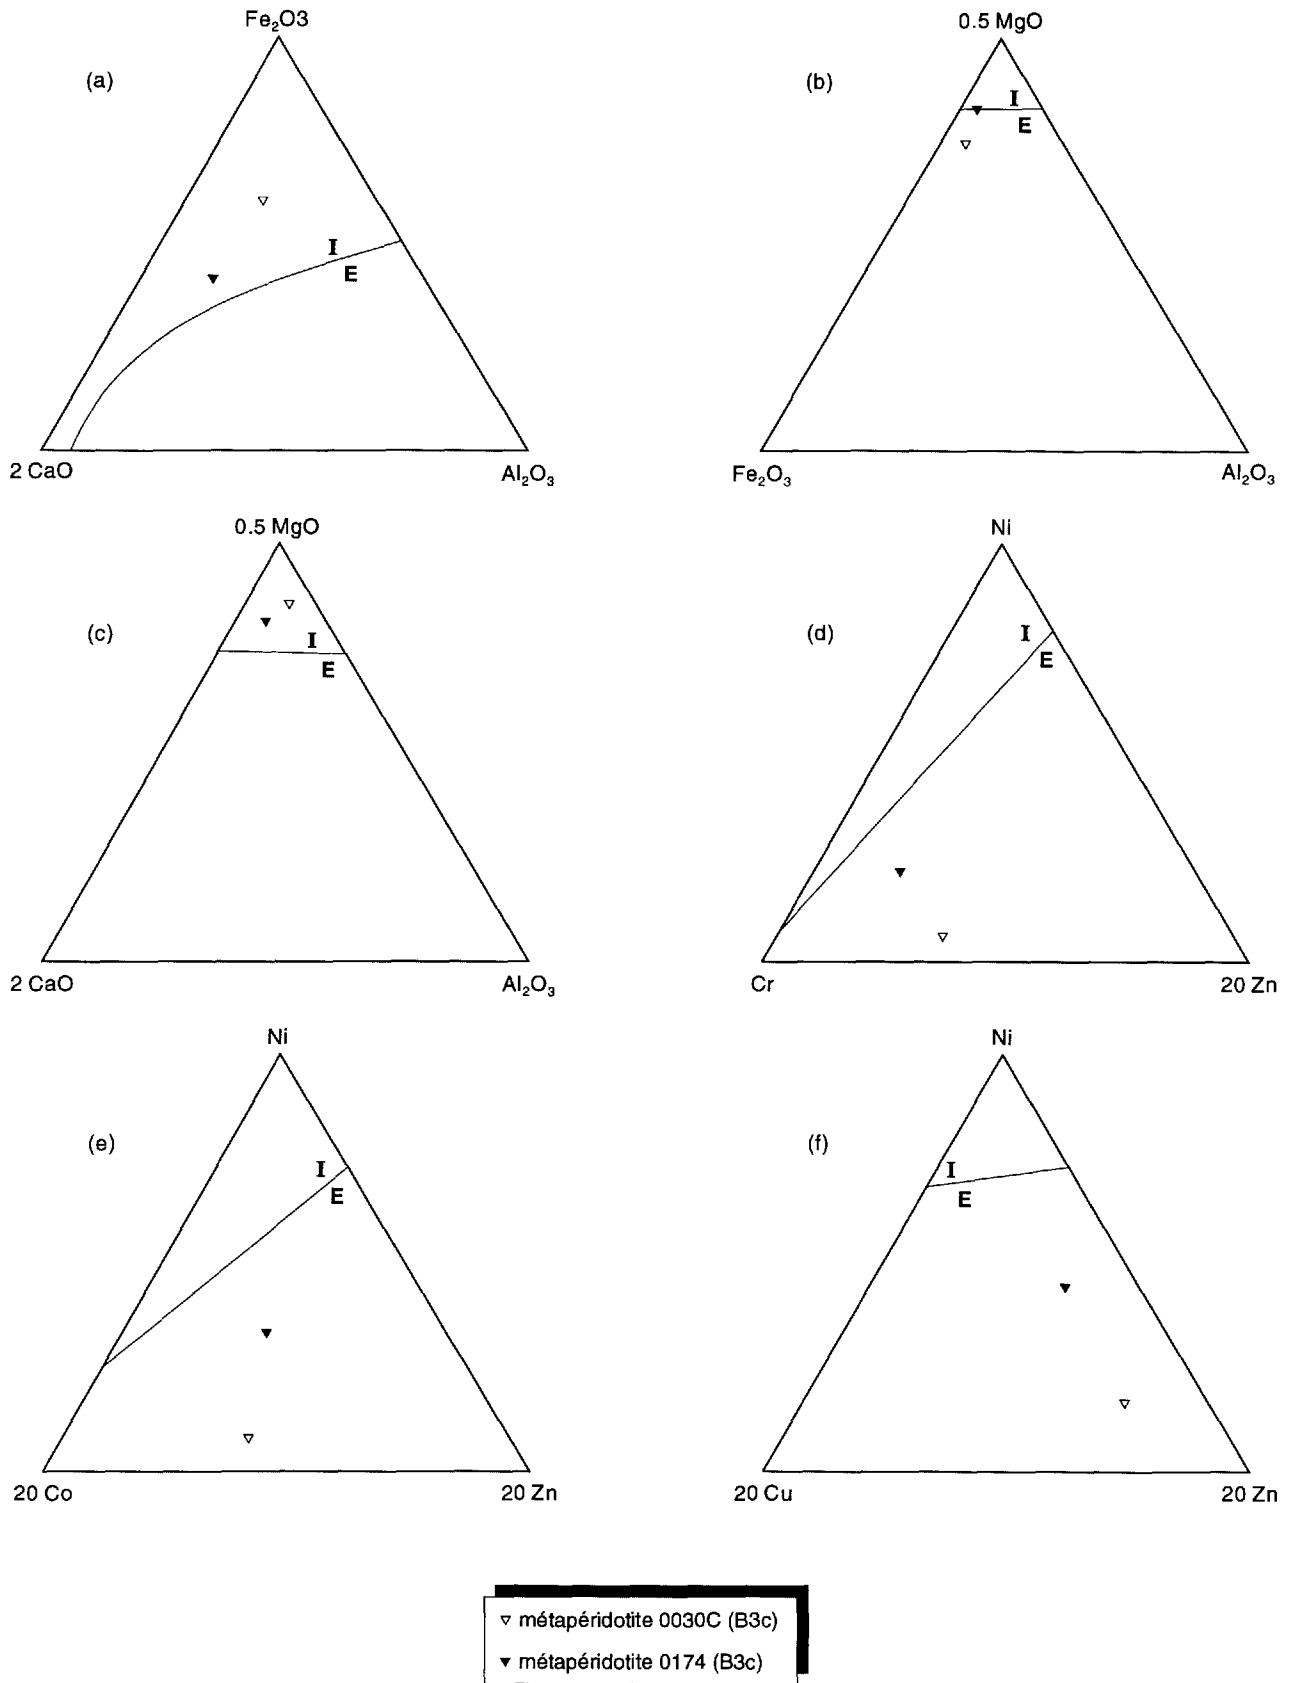 Fe₂O3
(a)
I
E
2 CaO
Al₂O₃
0.5 MgO
(b)
I
E
Fe₂O₃
Al₂O₃
0.5 MgO
(c)
I
E
2 CaO
Al₂O₃
Ni
(d)
I
E
Cr
20 Zn
Ni
(e)
I
E
20 Co
20 Zn
Ni
(f)
I
E
20 Cu
20 Zn
métapéridotite 0030C (B3c)
métapéridotite 0174 (B3c)